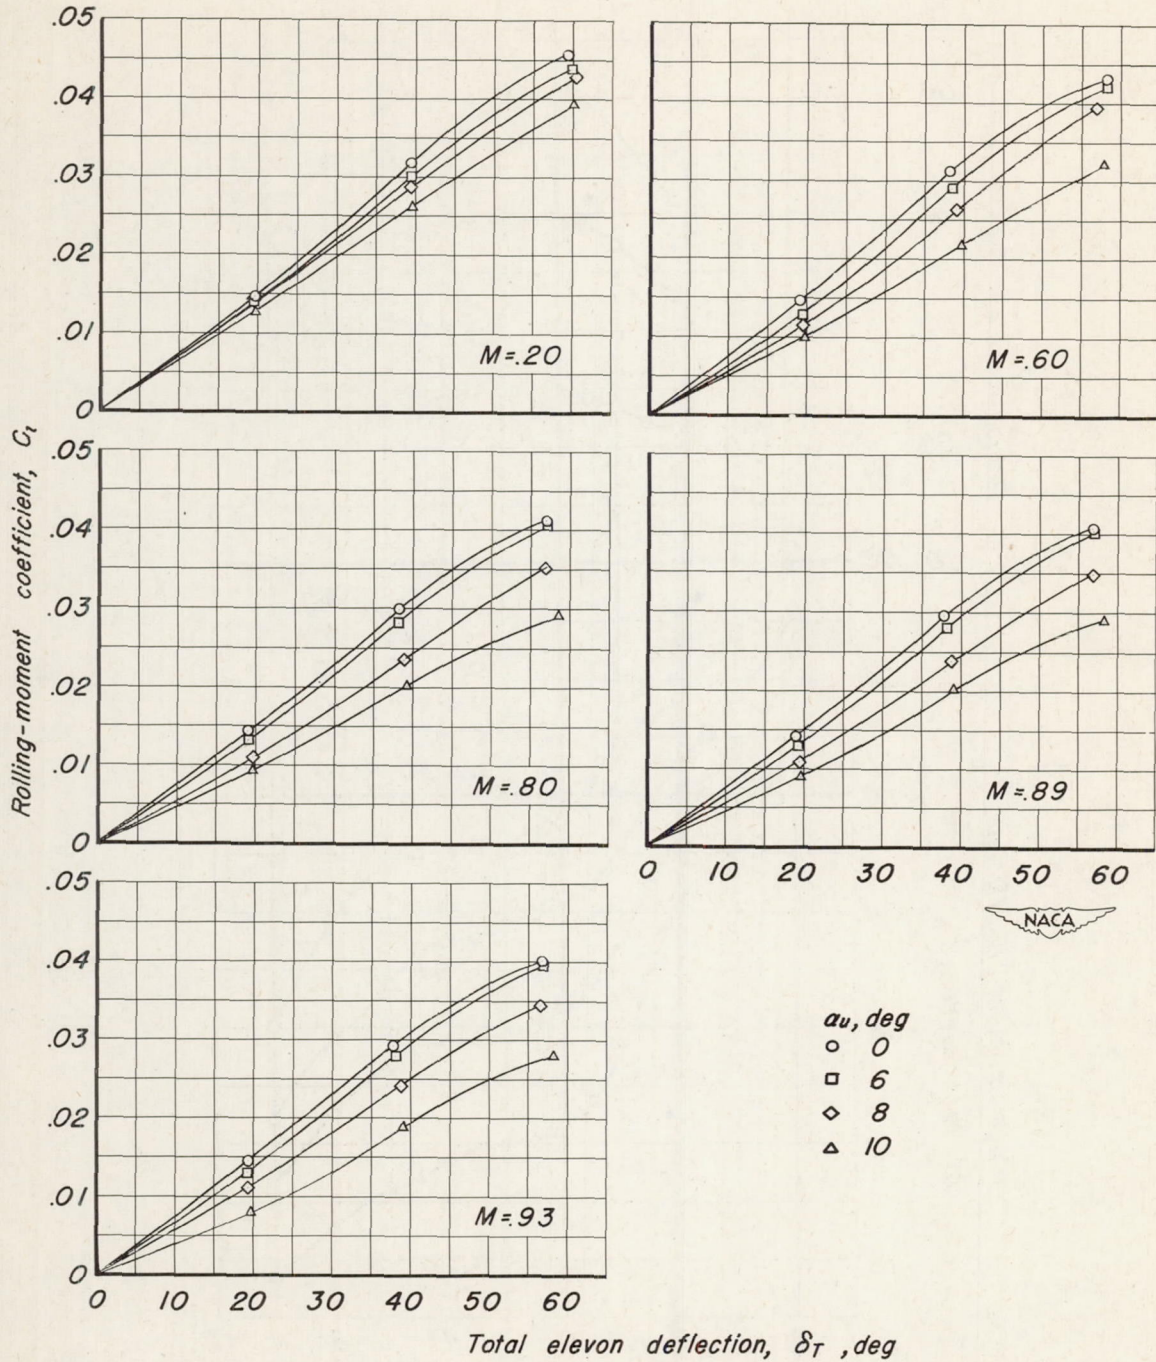 .05
.04
.03
.02
.01
0
M=.20
M=.60
Rolling-moment coefficient, Cι
.05
.04
.03
.02
.01
0
M=.80
M=.89
0 10 20 30 40 50 60
NACA
.05
.04
.03
.02
.01
0
M=.93
0 10 20 30 40 50 60
αu, deg
0
6
8
10
Total elevon deflection, δT, deg